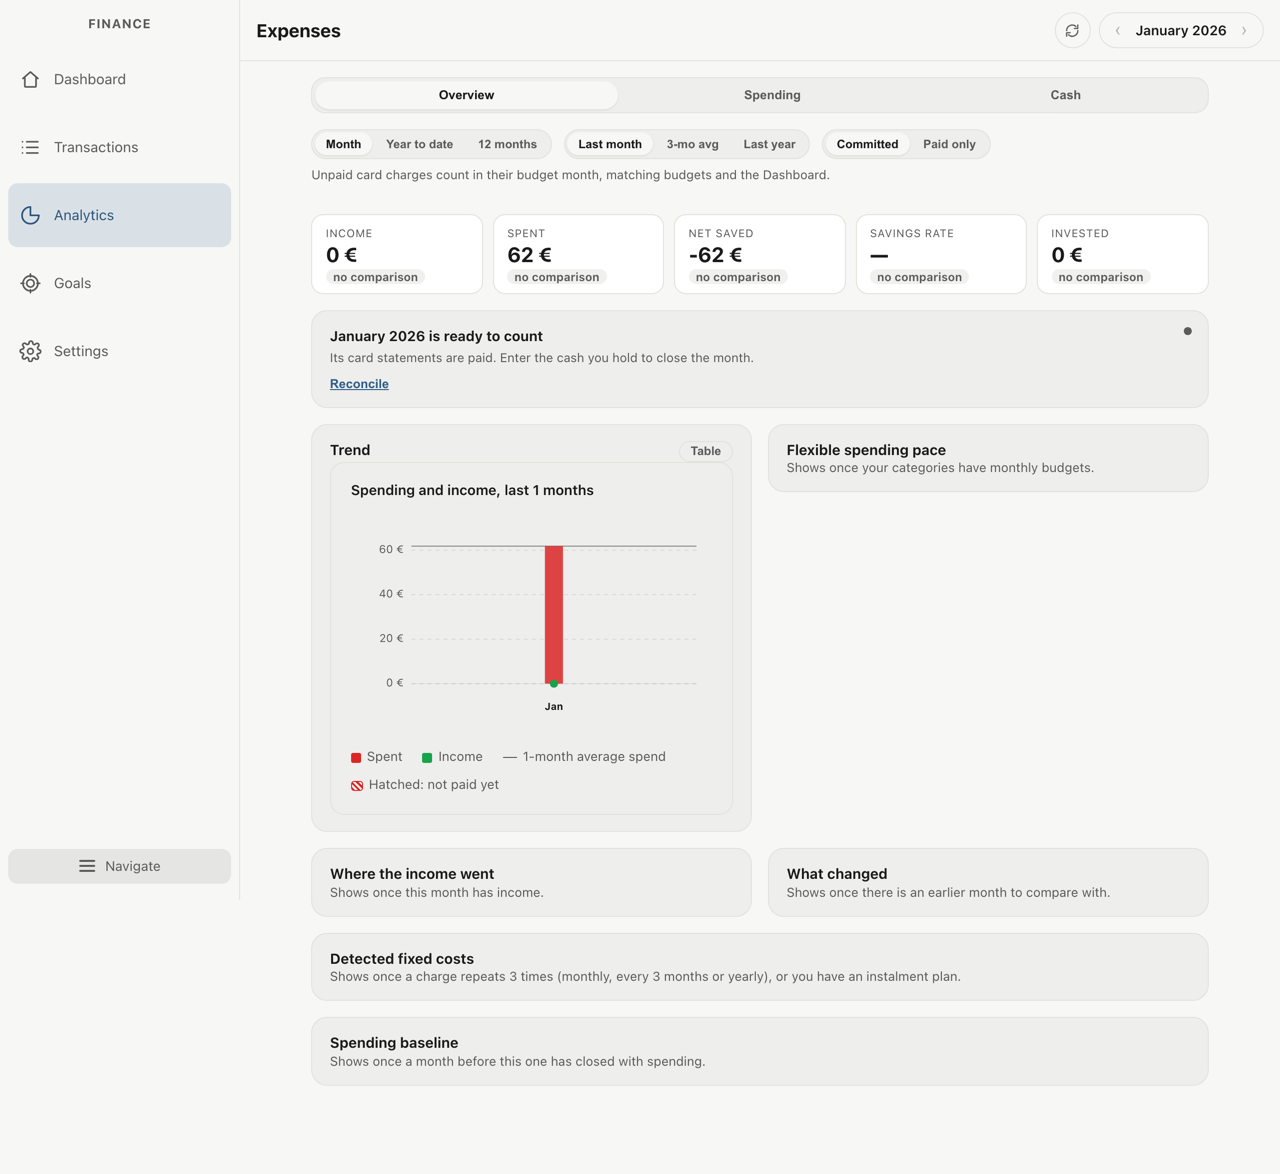 FINANCE
Dashboard
Transactions
Analytics
Goals
Settings
Navigate
Expenses
January 2026
Overview
Spending
Cash
Month
Year to date
12 months
Last month
3-mo avg
Last year
Committed
Paid only
Unpaid card charges count in their budget month, matching budgets and the Dashboard.
INCOME
0 €
no comparison
SPENT
62 €
no comparison
NET SAVED
-62 €
no comparison
SAVINGS RATE
—
no comparison
INVESTED
0 €
no comparison
January 2026 is ready to count
Its card statements are paid. Enter the cash you hold to close the month.
Reconcile
Trend
Table
Spending and income, last 1 months
60 €
40 €
20 €
0 €
Jan
Spent
Income
1-month average spend
Hatched: not paid yet
Flexible spending pace
Shows once your categories have monthly budgets.
Where the income went
Shows once this month has income.
What changed
Shows once there is an earlier month to compare with.
Detected fixed costs
Shows once a charge repeats 3 times (monthly, every 3 months or yearly), or you have an instalment plan.
Spending baseline
Shows once a month before this one has closed with spending.